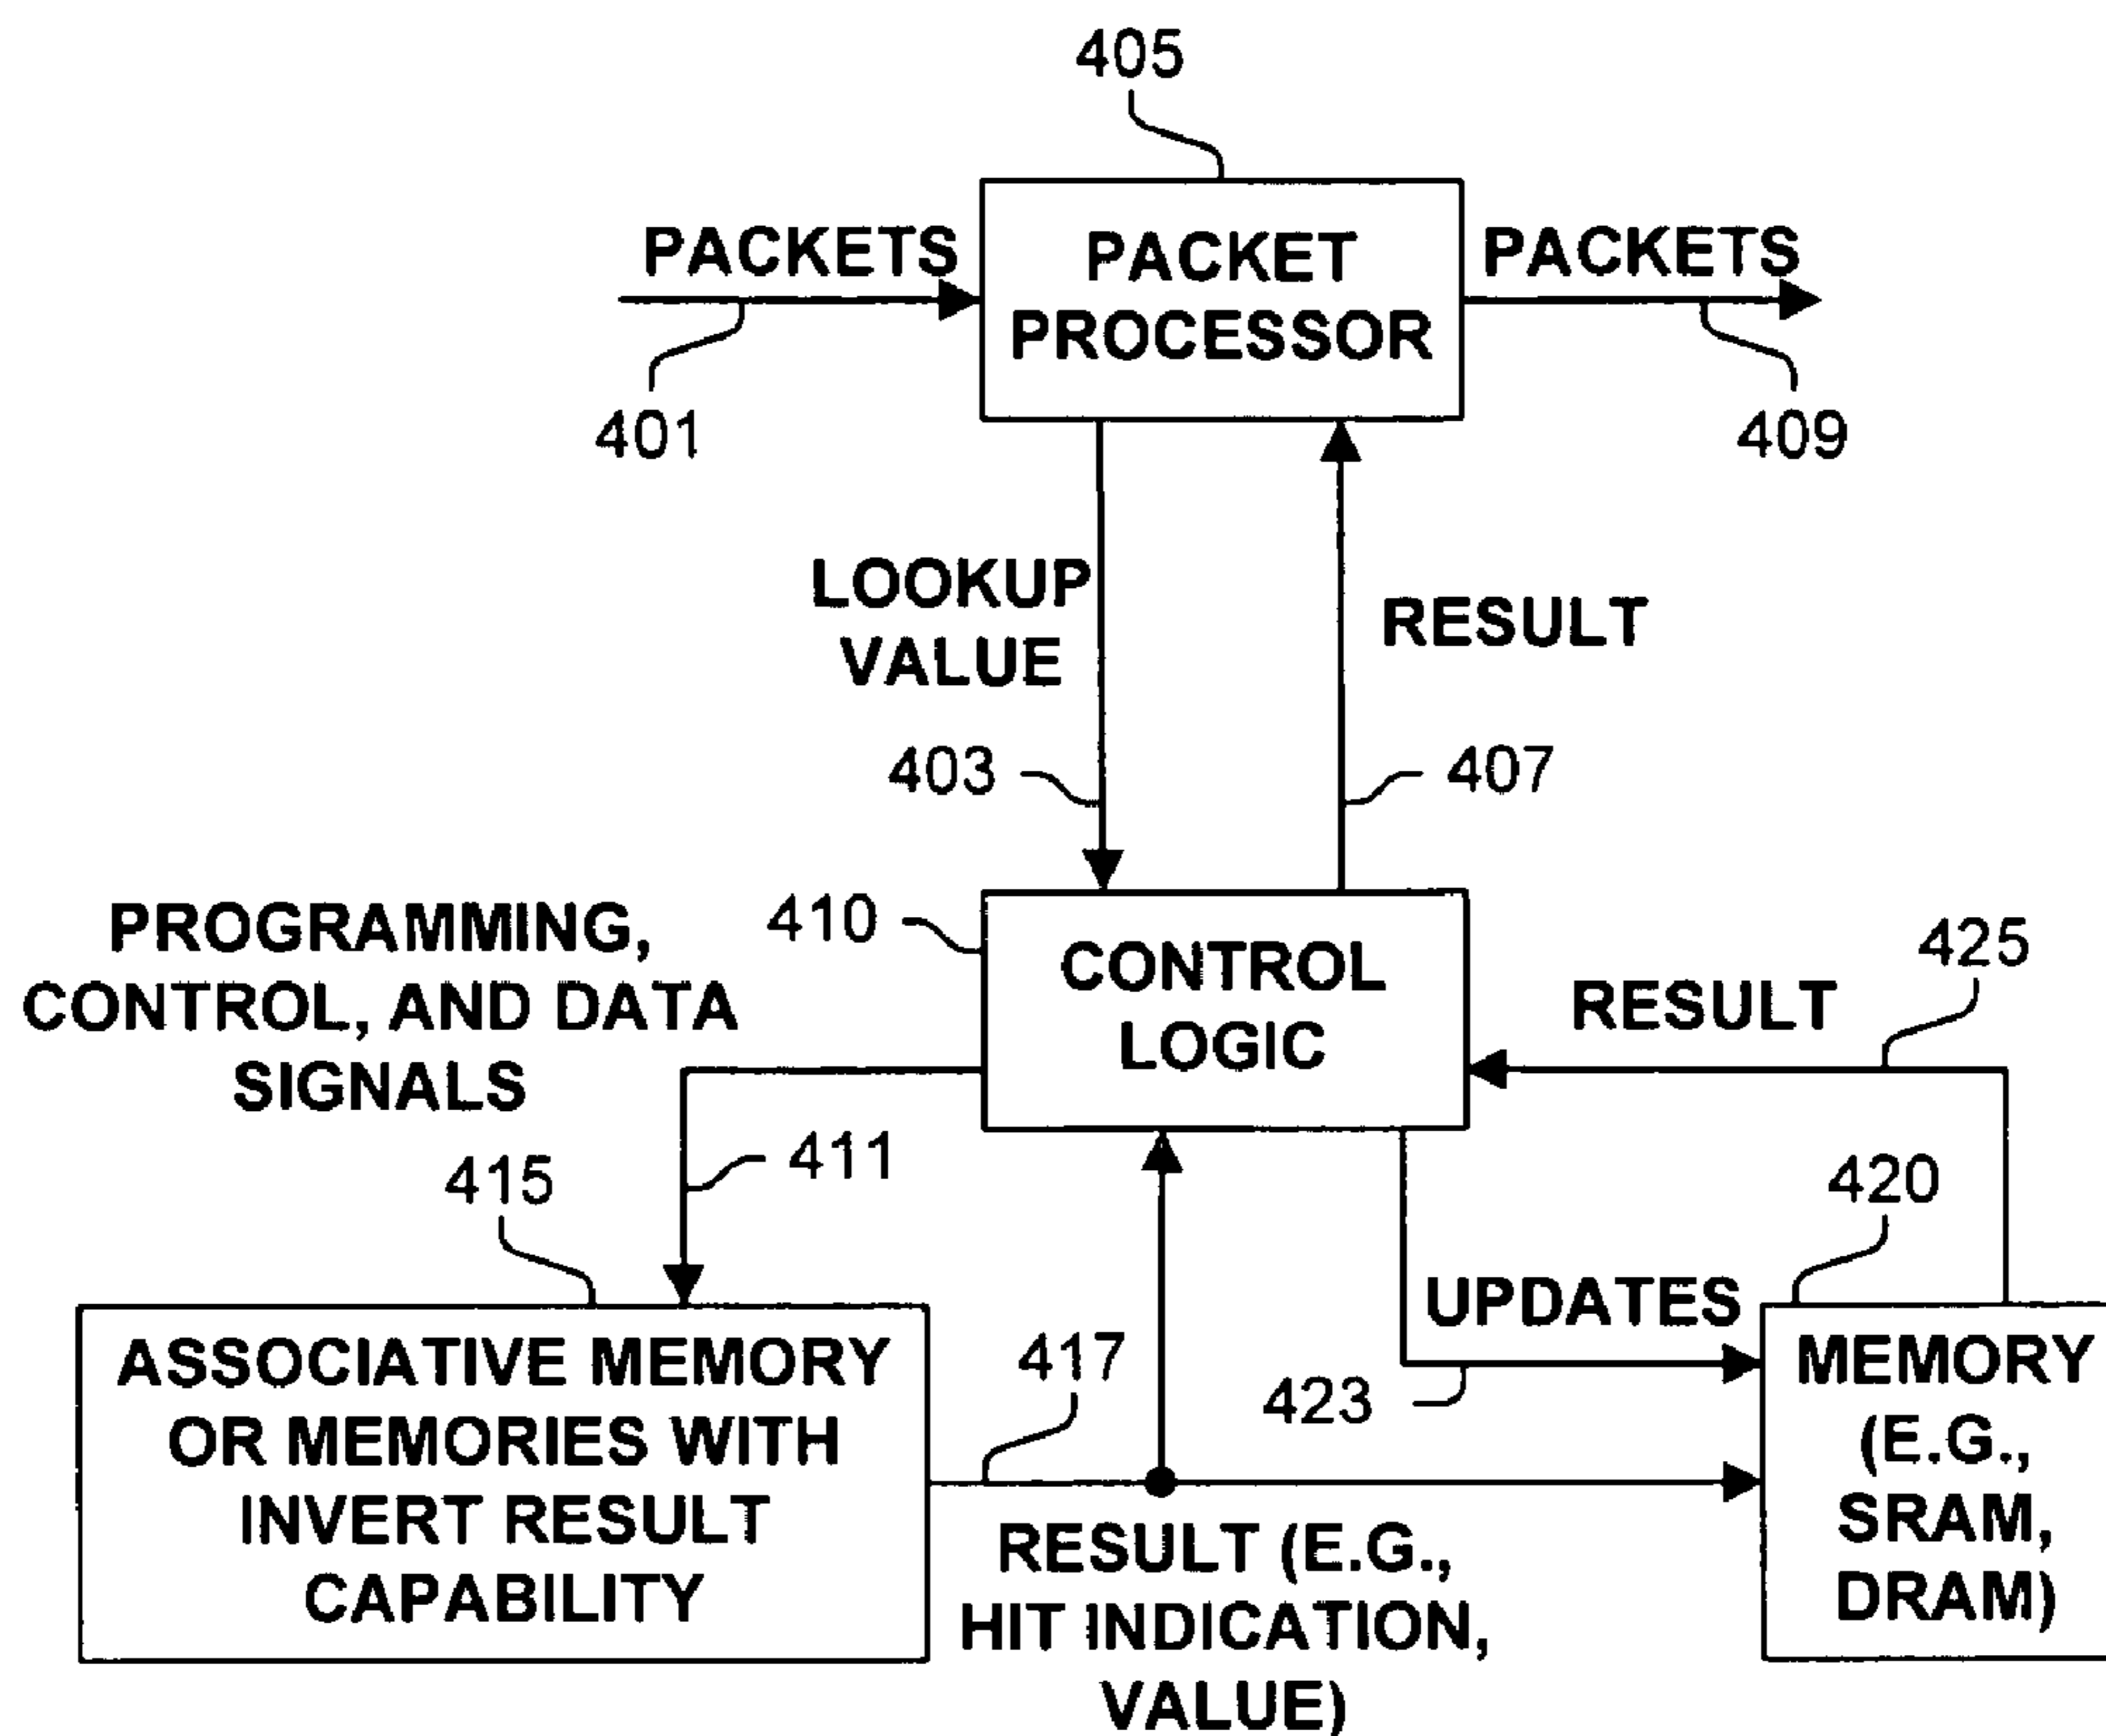 405
PACKETS
PACKET
PROCESSOR
PACKETS
401
409
LOOKUP
VALUE
RESULT
403
407
PROGRAMMING,
CONTROL, AND DATA
SIGNALS
410
CONTROL
LOGIC
425
RESULT
411
415
420
UPDATES
417
423
ASSOCIATIVE MEMORY
OR MEMORIES WITH
INVERT RESULT
CAPABILITY
MEMORY
(E.G.,
SRAM,
DRAM)
RESULT (E.G.,
HIT INDICATION,
VALUE)